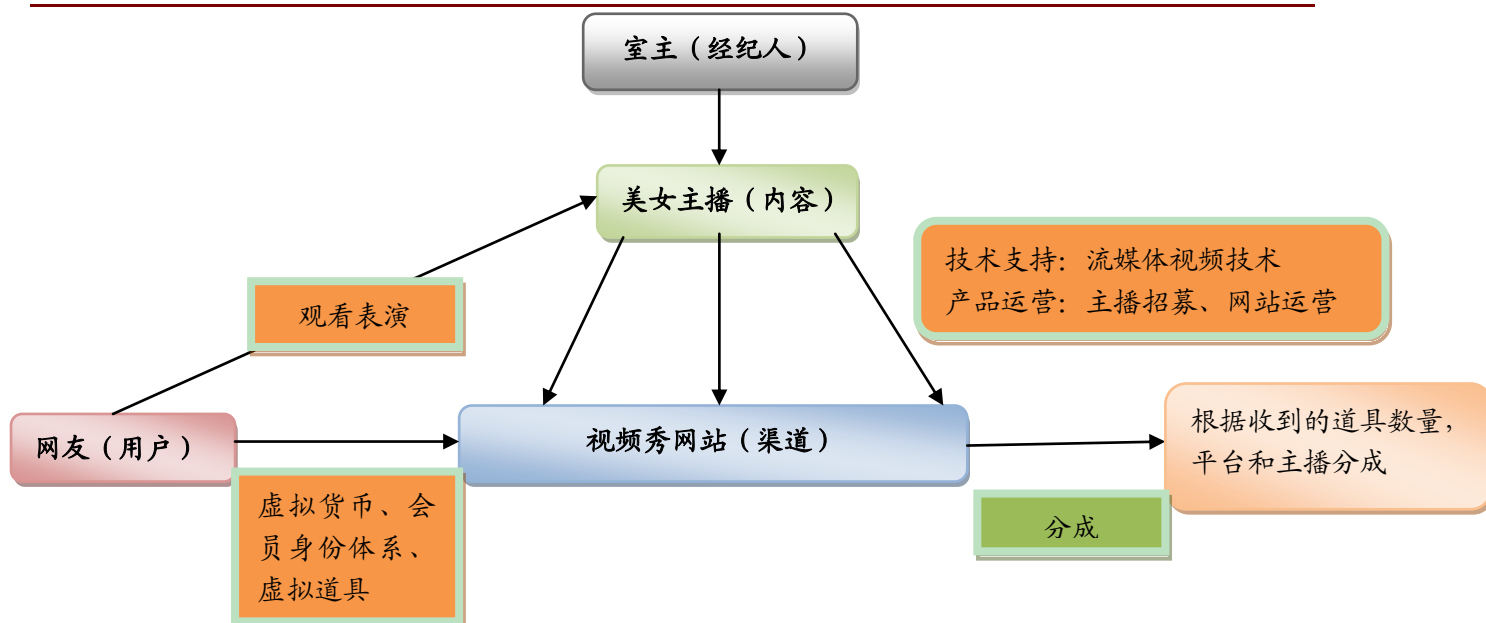 室主（经纪人）
美女主播（内容）
技术支持：流媒体视频技术
产品运营：主播招募、网站运营
观看表演
网友（用户）
视频秀网站（渠道）
根据收到的道具数量，
平台和主播分成
虚拟货币、会
员身份体系、
虚拟道具
分成